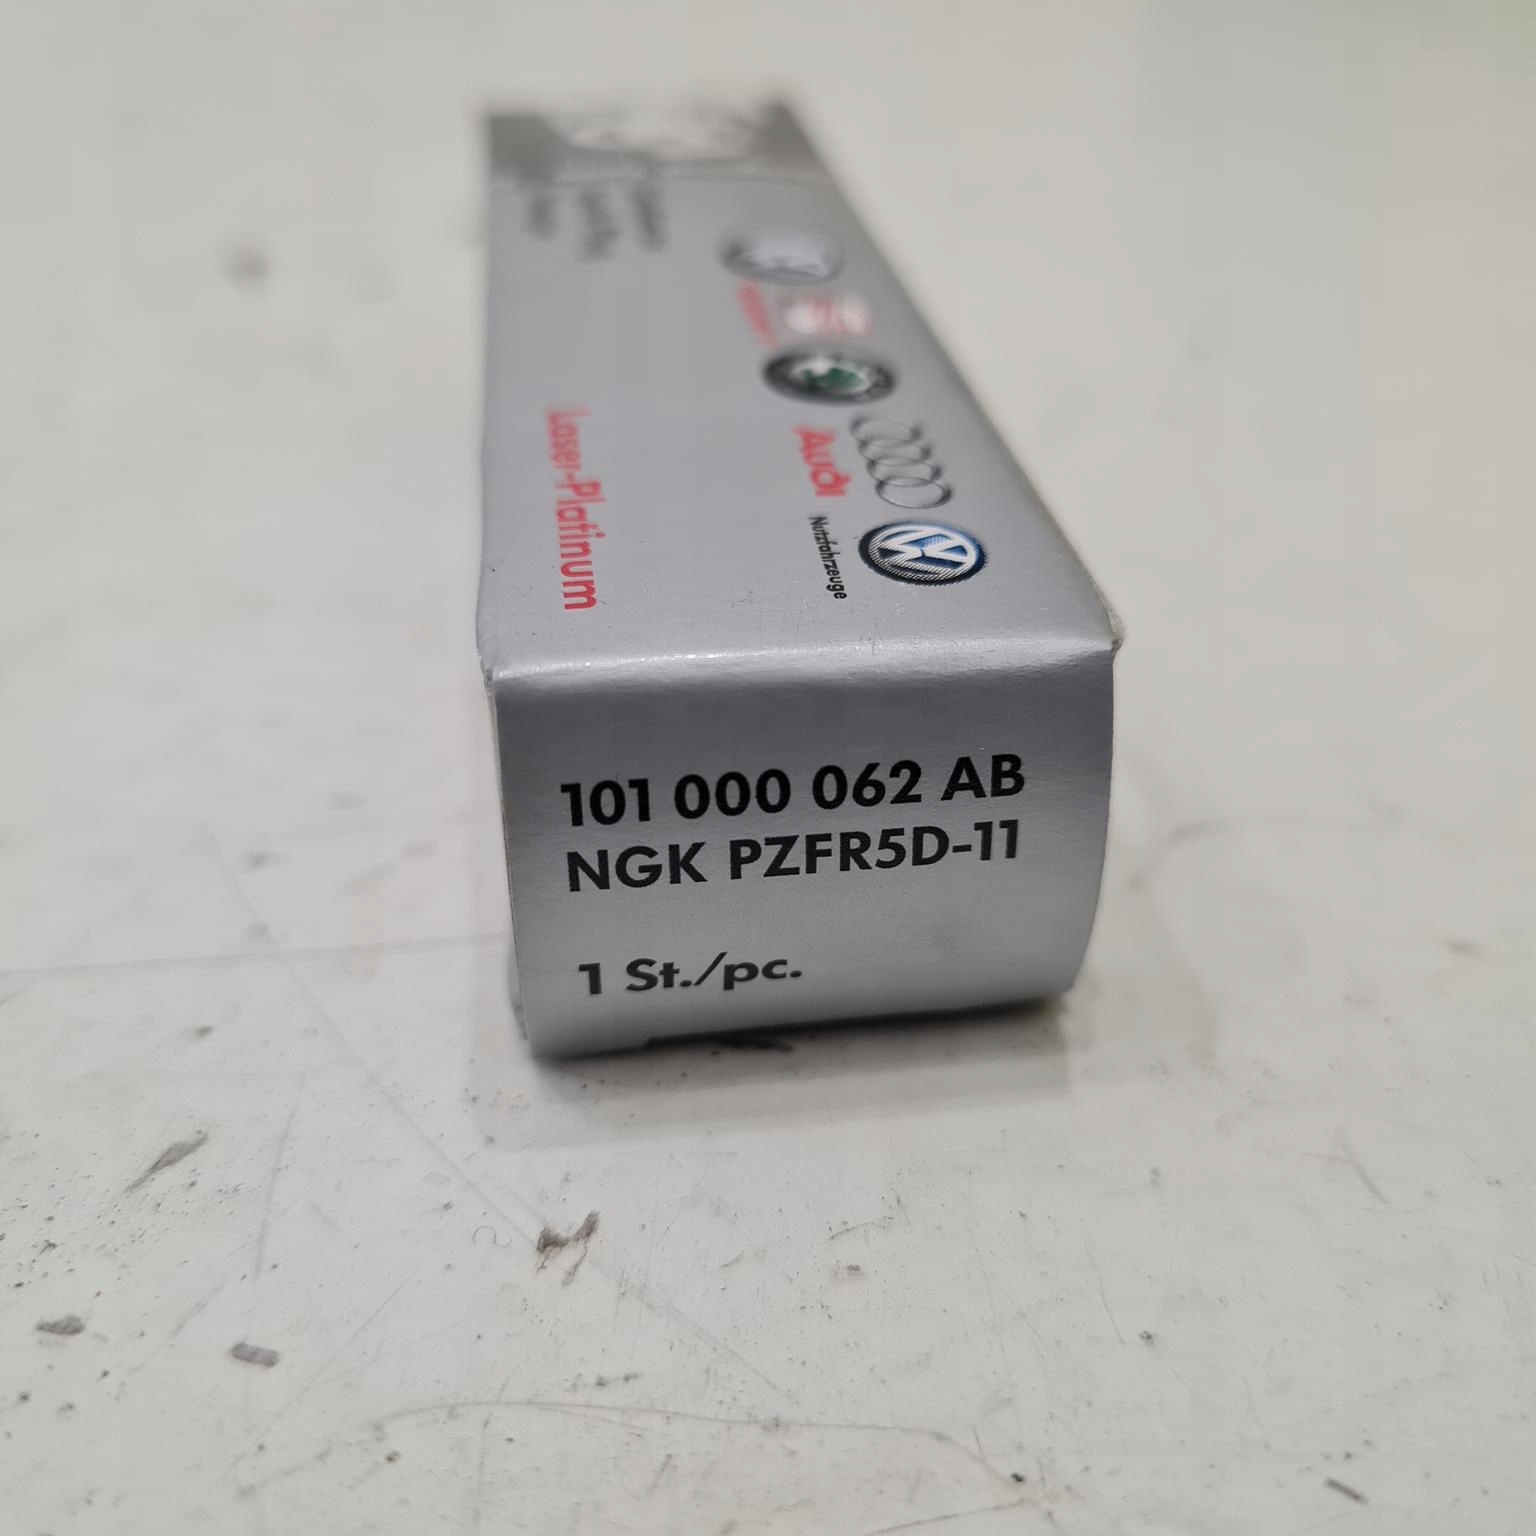 Laser-Platinum
Audi
Nutzfahrzeuge
101 000 062 AB
NGK PZFR5D-11
1 St./pc.